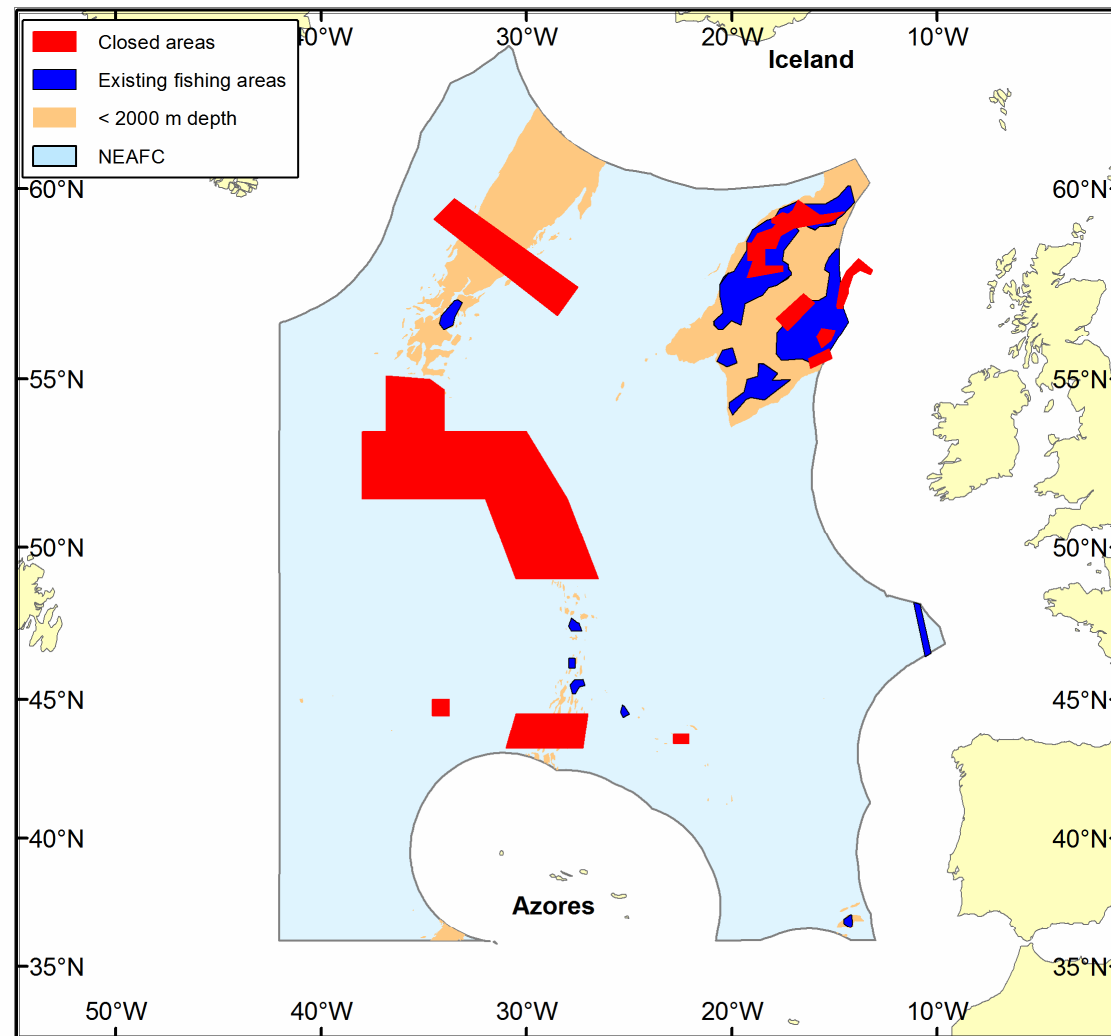 40°W 30°W 20°W 10°W
Closed areas
Existing fishing areas
< 2000 m depth
NEAFC
Iceland
60°N 60°N
55°N 55°N
50°N 50°N
45°N 45°N
40°N 40°N
Azores
35°N 35°N
50°W 40°W 30°W 20°W 10°W